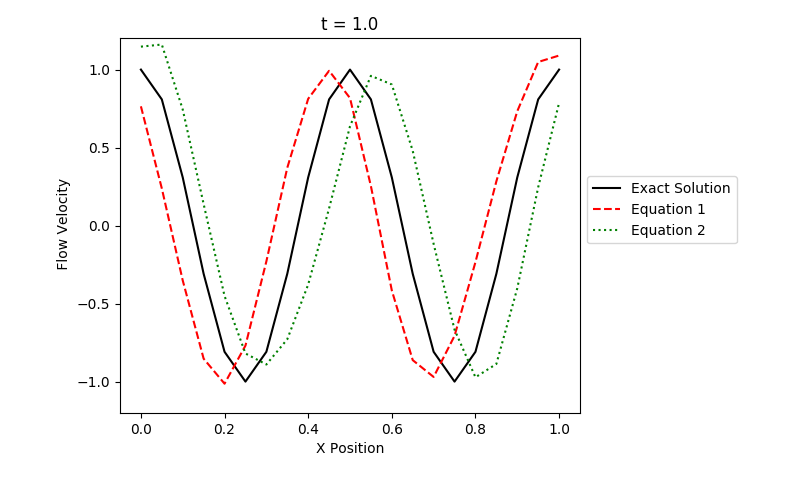 t = 1.0
1.0
0.5
0.0
−0.5
−1.0
Flow Velocity
0.0 0.2 0.4 0.6 0.8 1.0
X Position
Exact Solution
Equation 1
Equation 2